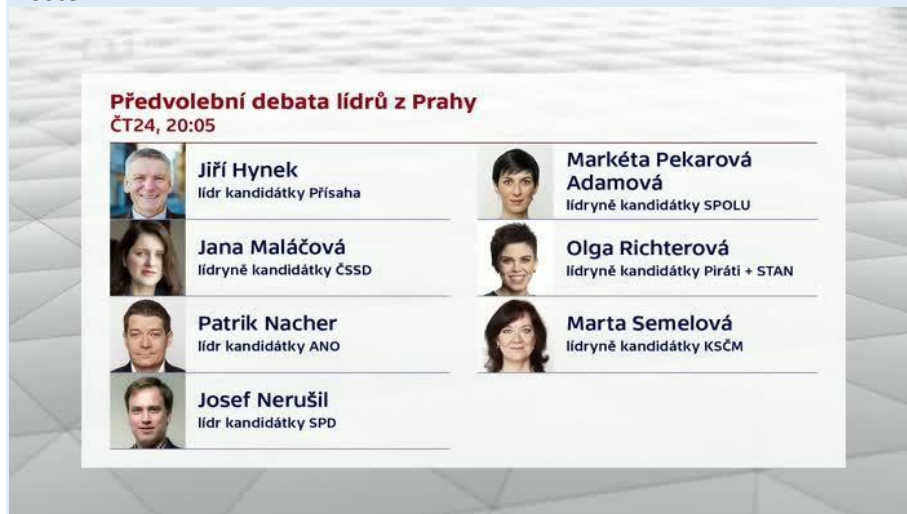 Předvolební debata lídrů z Prahy
ČT24, 20:05
Jiří Hynek
lídr kandidátky Přísaha
Jana Maláčová
lídryně kandidátky ČSSD
Patrik Nacher
lídr kandidátky ANO
Josef Nerušil
lídr kandidátky SPD
Markéta Pekarová
Adamová
lídryně kandidátky SPOLU
Olga Richterová
lídryně kandidátky Piráti + STAN
Marta Semelová
lídryně kandidátky KSČM